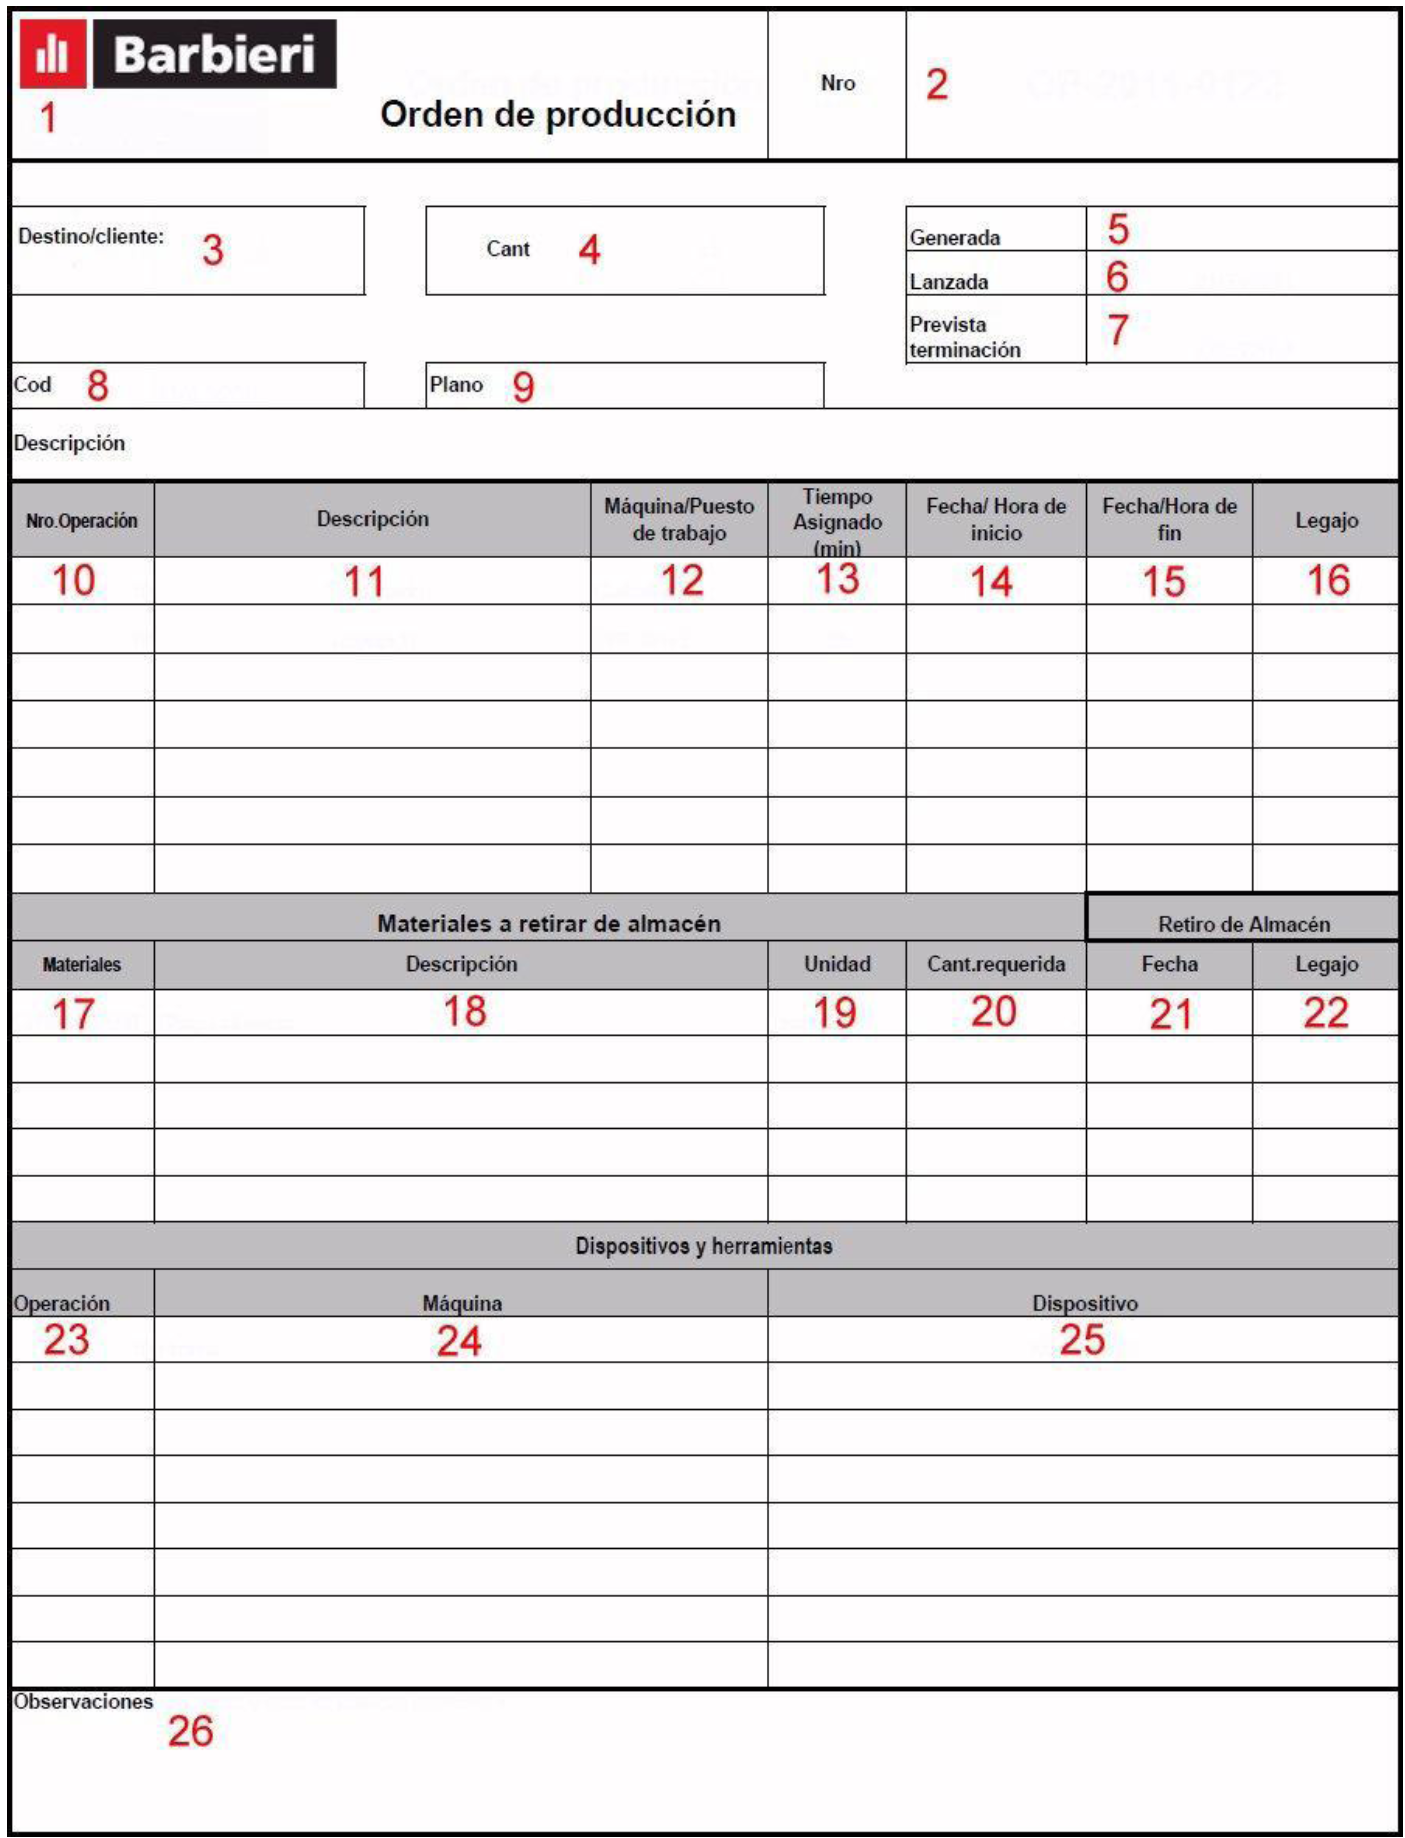 Barbieri
1
Orden de producción
Nro
2
Destino/cliente:
3
Cant
4
Generada
5
Lanzada
6
Prevista
terminación
7
Cod
8
Plano
9
Descripción
Nro.Operación
Descripción
Máquina/Puesto
de trabajo
Tiempo
Asignado
(min)
Fecha/ Hora de
inicio
Fecha/Hora de
fin
Legajo
10
11
12
13
14
15
16
Materiales a retirar de almacén
Retiro de Almacén
Materiales
Descripción
Unidad
Cant.requerida
Fecha
Legajo
17
18
19
20
21
22
Dispositivos y herramientas
Operación
Máquina
Dispositivo
23
24
25
Observaciones
26